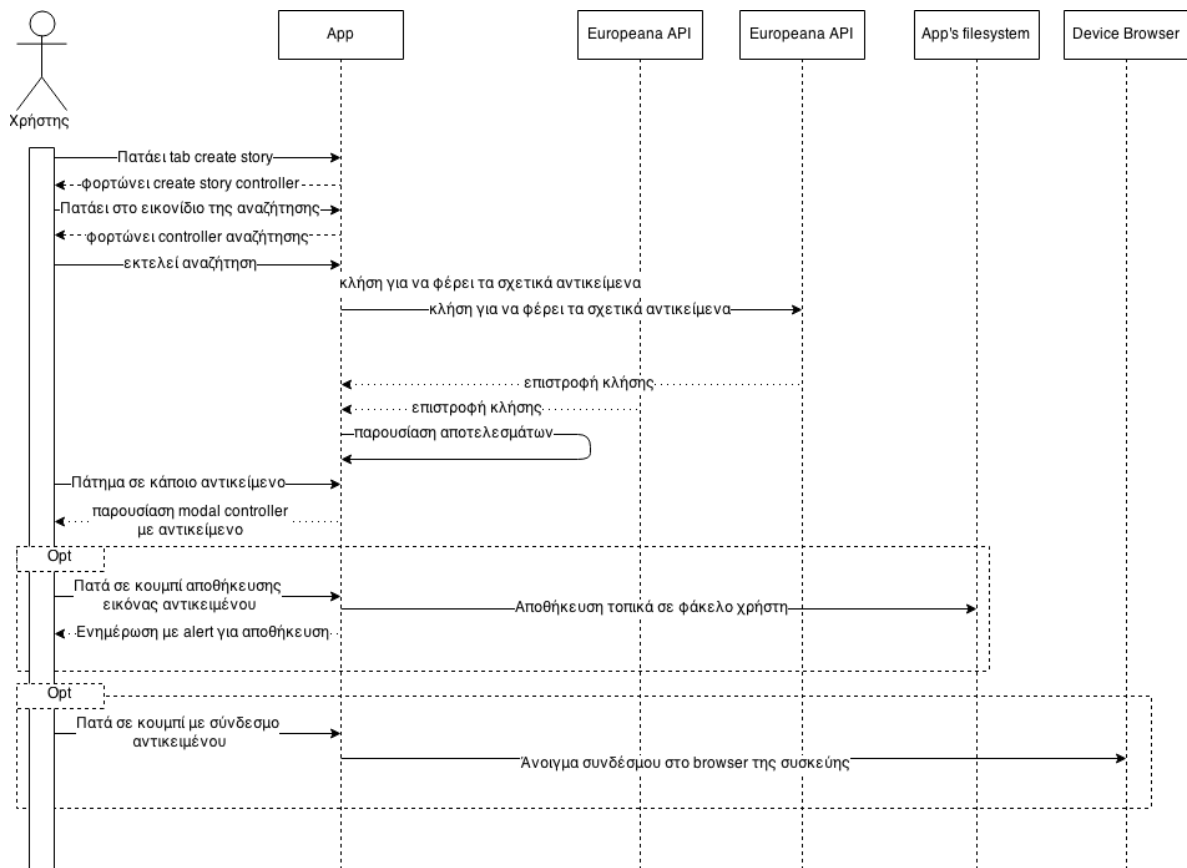 App
Europeana API
Europeana API
App's filesystem
Device Browser
Χρήστης
Πατάει tab create story
φορτώνει create story controller
Πατάει στο εικονίδιο της αναζήτησης
φορτώνει controller αναζήτησης
εκτελεί αναζήτηση
κλήση για να φέρει τα σχετικά αντικείμενα
κλήση για να φέρει τα σχετικά αντικείμενα
επιστροφή κλήσης
επιστροφή κλήσης
παρουσίαση αποτελεσμάτων
Πάτημα σε κάποιο αντικείμενο
παρουσίαση modal controller
με αντικείμενο
Opt
Πατά σε κουμπί αποθήκευσης
εικόνας αντικειμένου
Αποθήκευση τοπικά σε φάκελο χρήστη
Ενημέρωση με alert για αποθήκευση
Opt
Πατά σε κουμπί με σύνδεσμο
αντικειμένου
Άνοιγμα συνδέσμου στο browser της συσκεύης